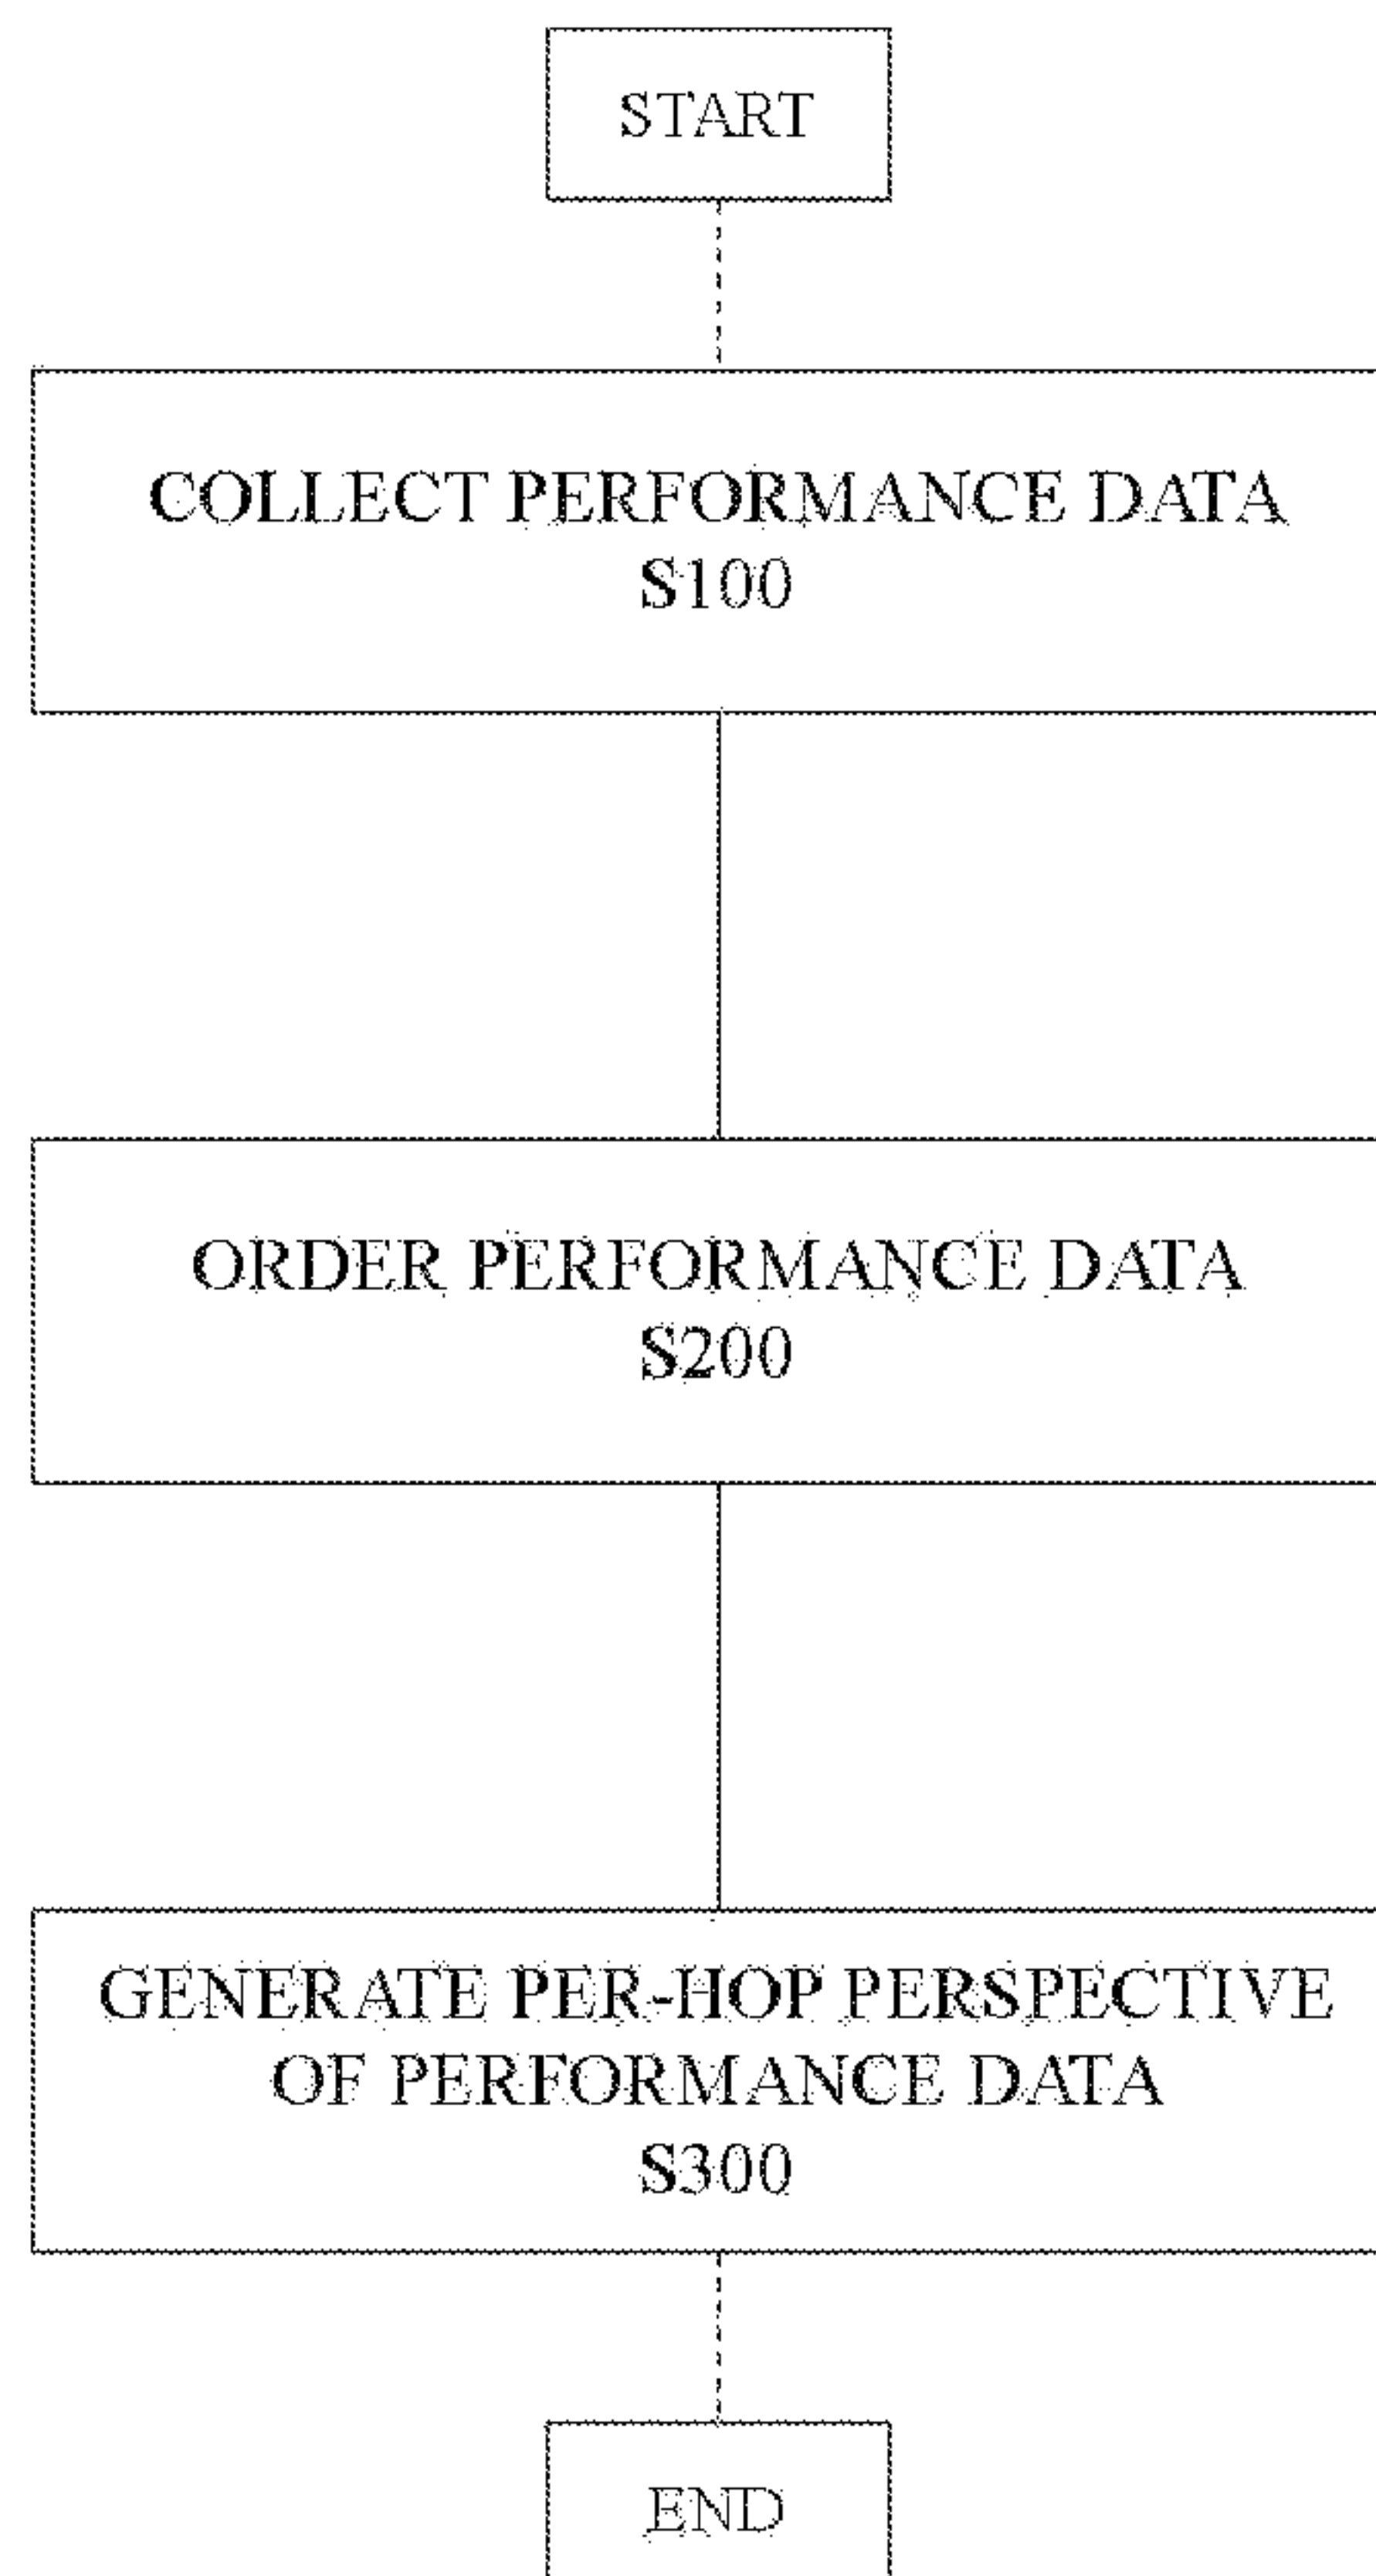 START
COLLECT PERFORMANCE DATA
S100
ORDER PERFORMANCE DATA
S200
GENERATE PER-HOP PERSPECTIVE
OF PERFORMANCE DATA
S300
END